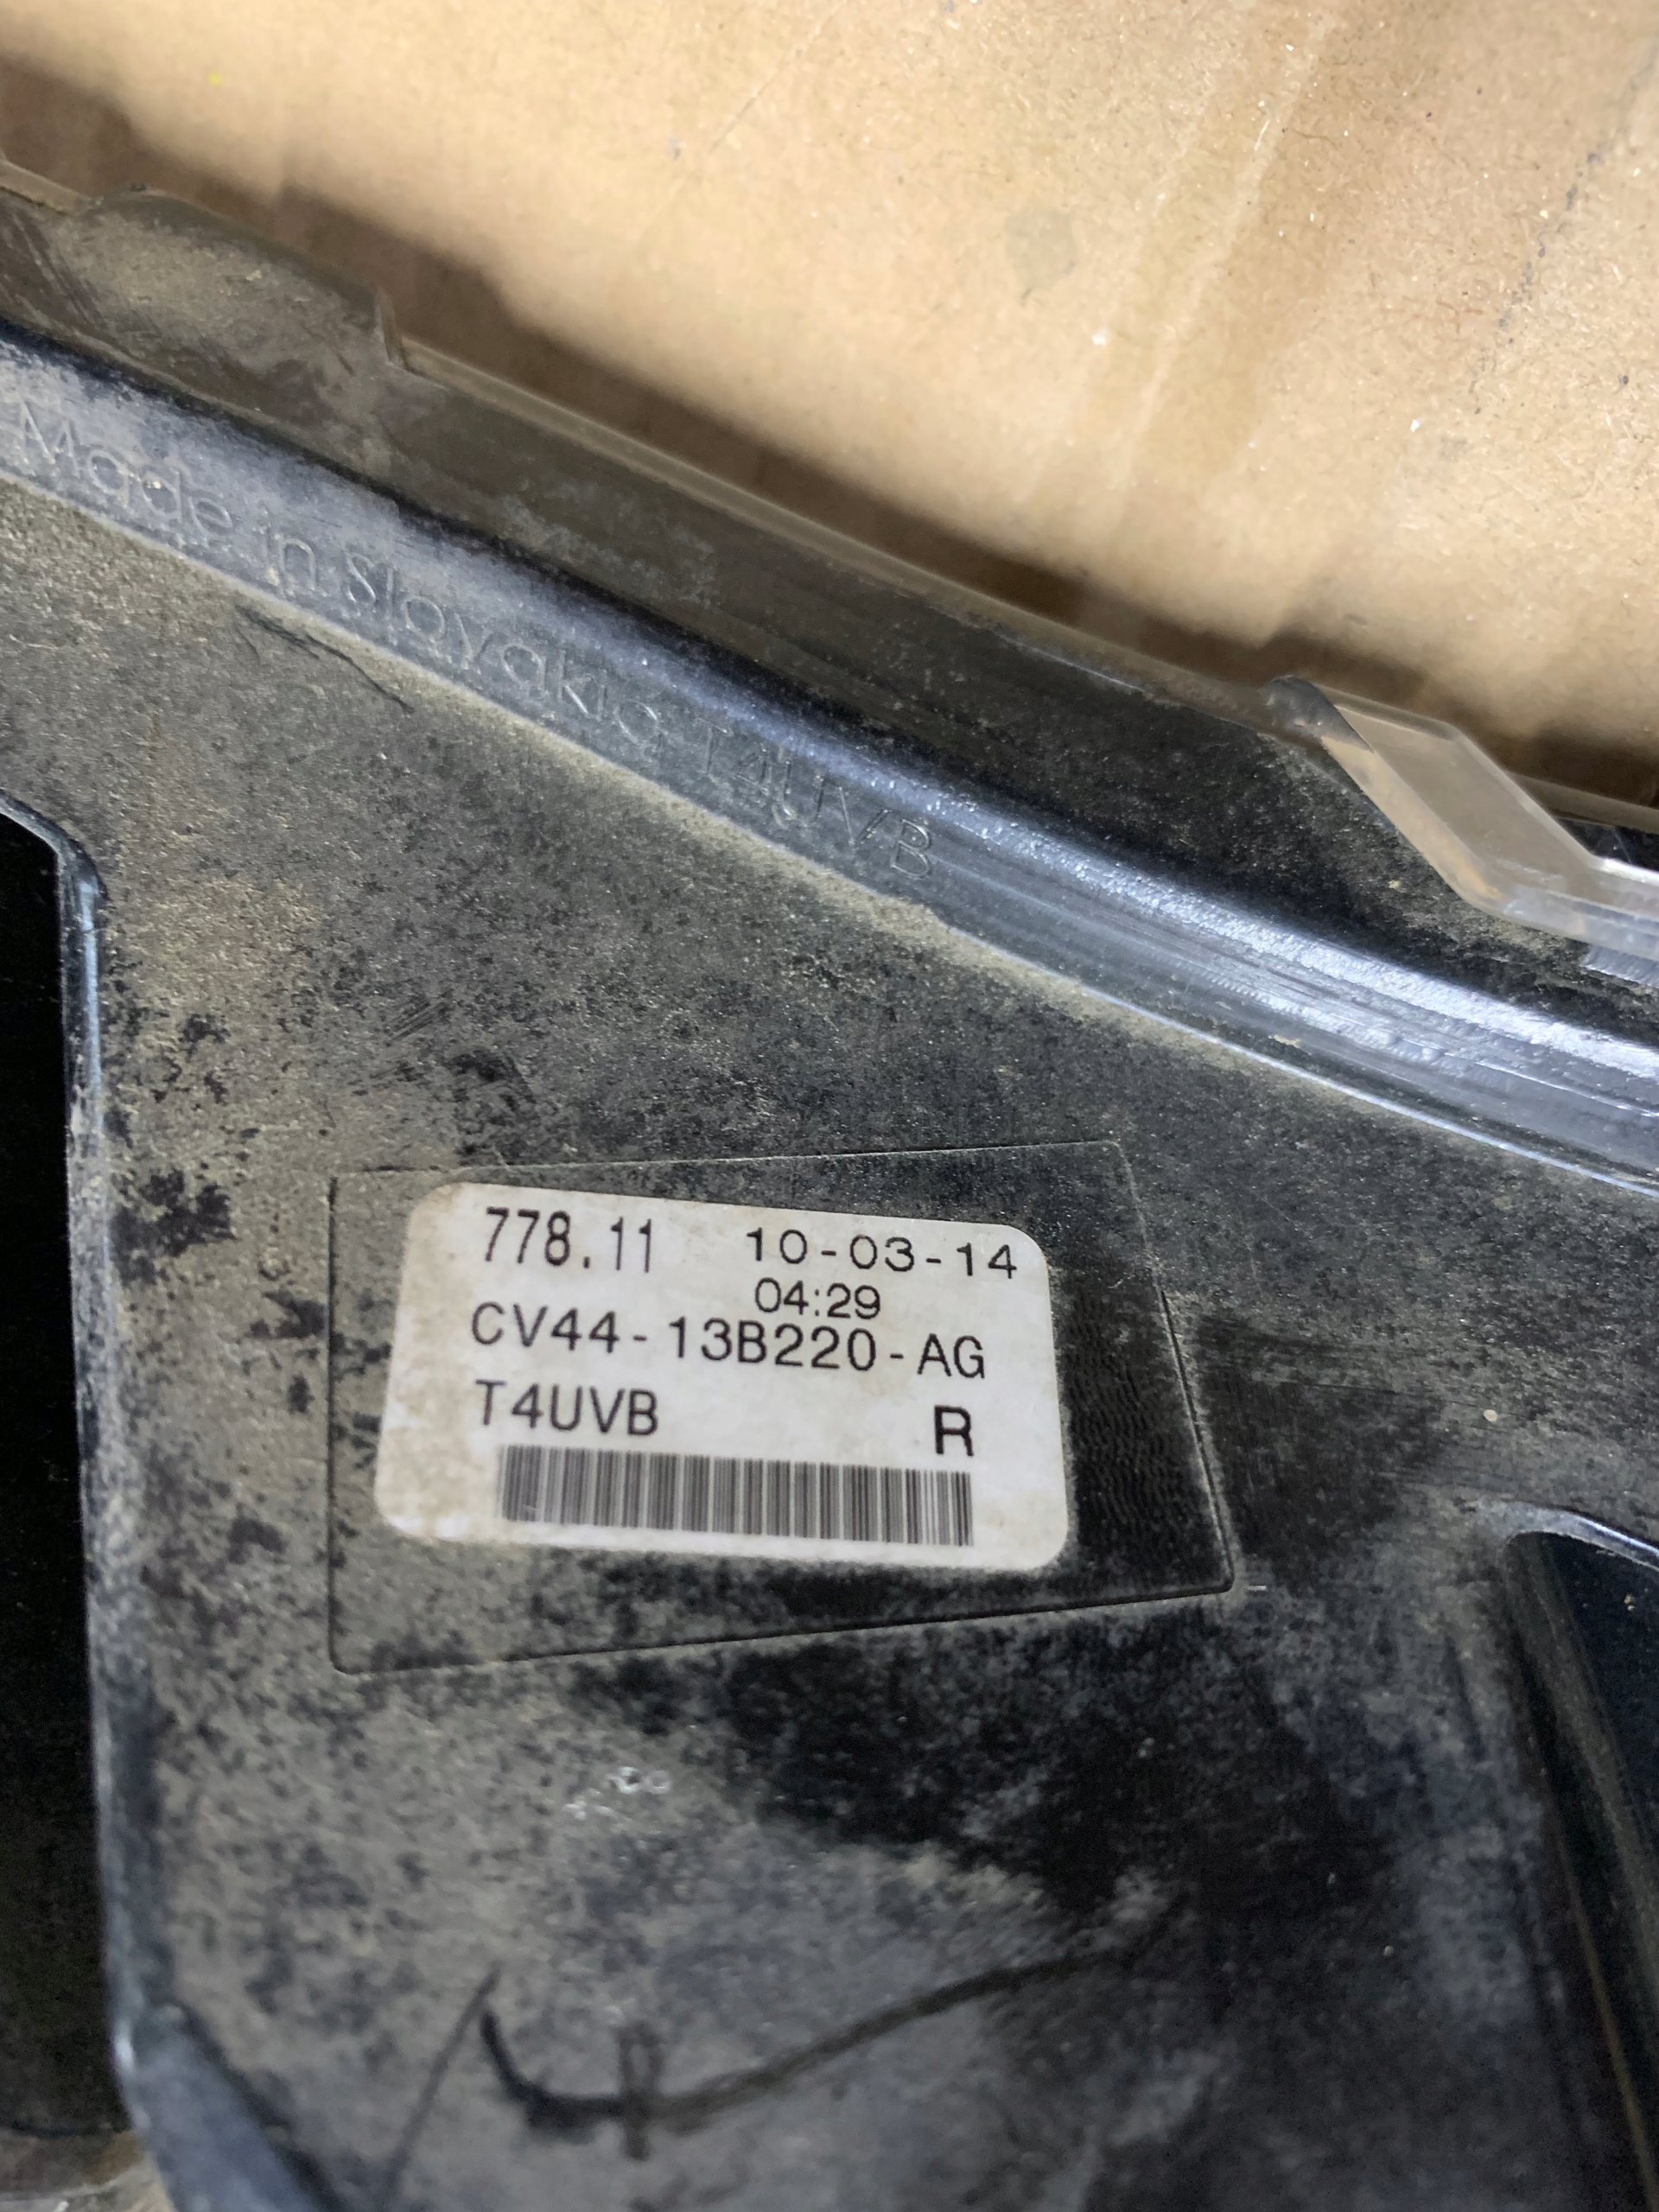 Made in Slovakia T4UVB
778.11 10-03-14
04:29
CV44-13B220-AG
T4UVB R